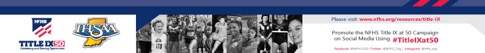 NFHS
TITLE IX 50
IHSAA
Please visit: www.nfhs.org/resources/title-ix
Promote the NFHS Title IX at 50 Campaign
on Social Media Using #TitleIXat50